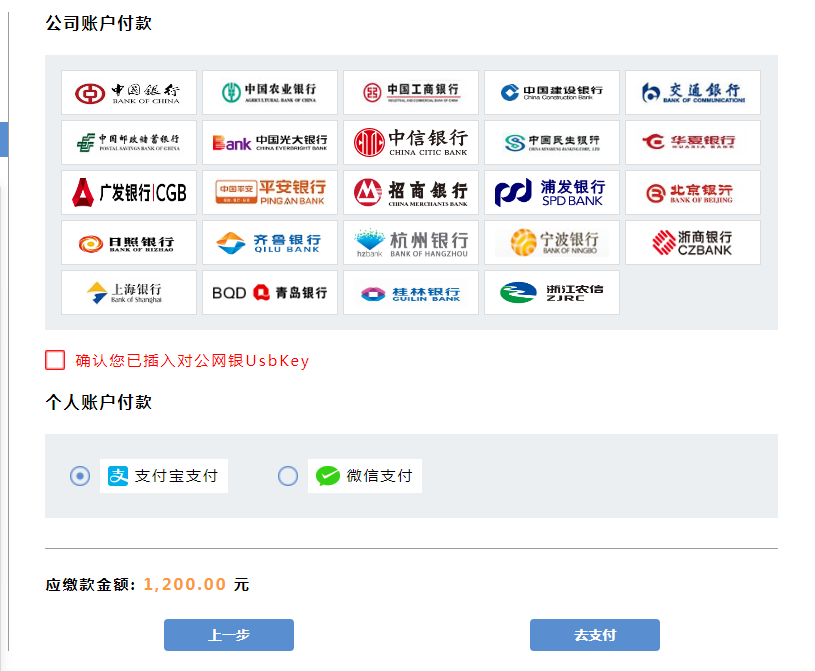 公司账户付款
中国银行 中国农业银行 中国工商银行 中国建设银行 交通銀行
BANK OF CHINA AGRICULTURAL BANK OF CHINA INDUSTRIAL AND COMMERCIAL BANK OF CHINA China Construction Bank BANK OF COMMUNICATIONS
中国邮政储蓄银行 Bank 中国光大银行 中信银行 中国民生银行 华夏银行
POSTAL SAVINGS BANK OF CHINA CHINA EVERBRIGHT BANK CHINA CITIC BANK CHINA MINSHENG BANKING CORP., LTD HUAXIA BANK
广发银行|CGB 中国平安 平安银行 招商银行 浦发银行 北京银行
PING AN BANK CHINA MERCHANTS BANK SPD BANK BANK OF BEIJING
日照银行 齐鲁银行 杭州银行 宁波银行 浙商银行
BANK OF RIZHAO QILU BANK hzbank BANK OF HANGZHOU BANK OF NINGBO CZBANK
上海银行 BQD 青岛银行 桂林银行 浙江农信
Bank of Shanghai GUILIN BANK ZJRC
确认您已插入对公网银UsbKey
个人账户付款
支 支付宝支付 微信支付
应缴款金额: 1,200.00 元
上一步 去支付